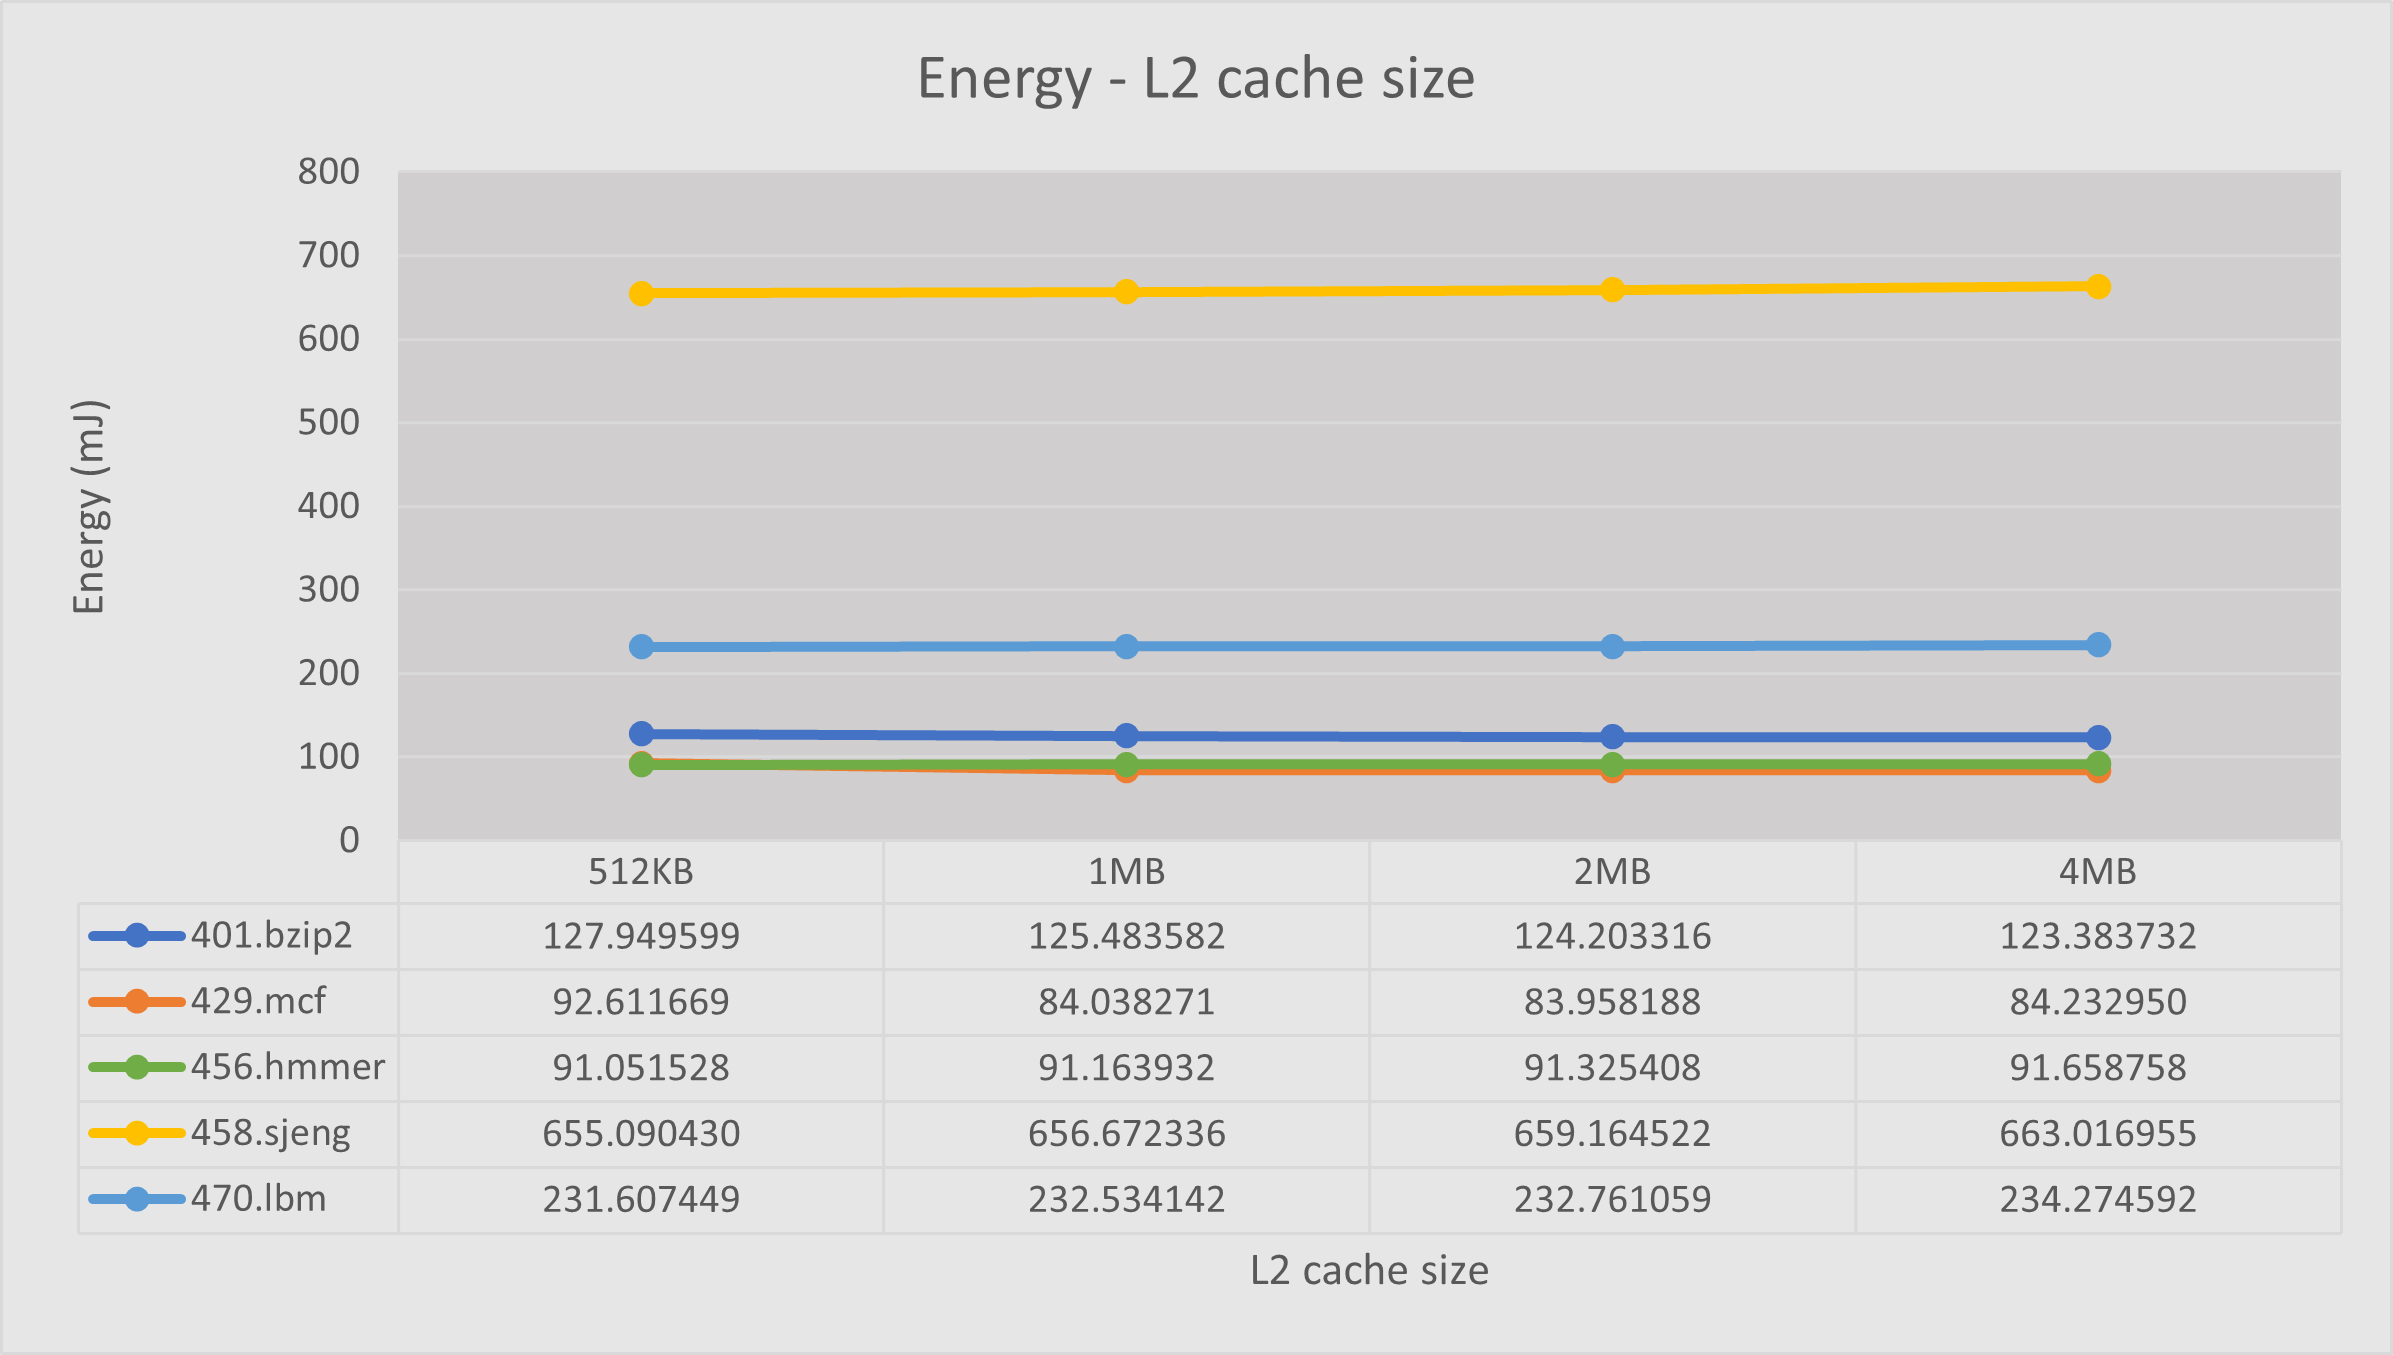 Energy - L2 cache size
800
700
600
500
400
300
200
100
0
Energy (mJ)
512KB 1MB 2MB 4MB
401.bzip2 127.949599 125.483582 124.203316 123.383732
429.mcf 92.611669 84.038271 83.958188 84.232950
456.hmmer 91.051528 91.163932 91.325408 91.658758
458.sjeng 655.090430 656.672336 659.164522 663.016955
470.lbm 231.607449 232.534142 232.761059 234.274592
L2 cache size